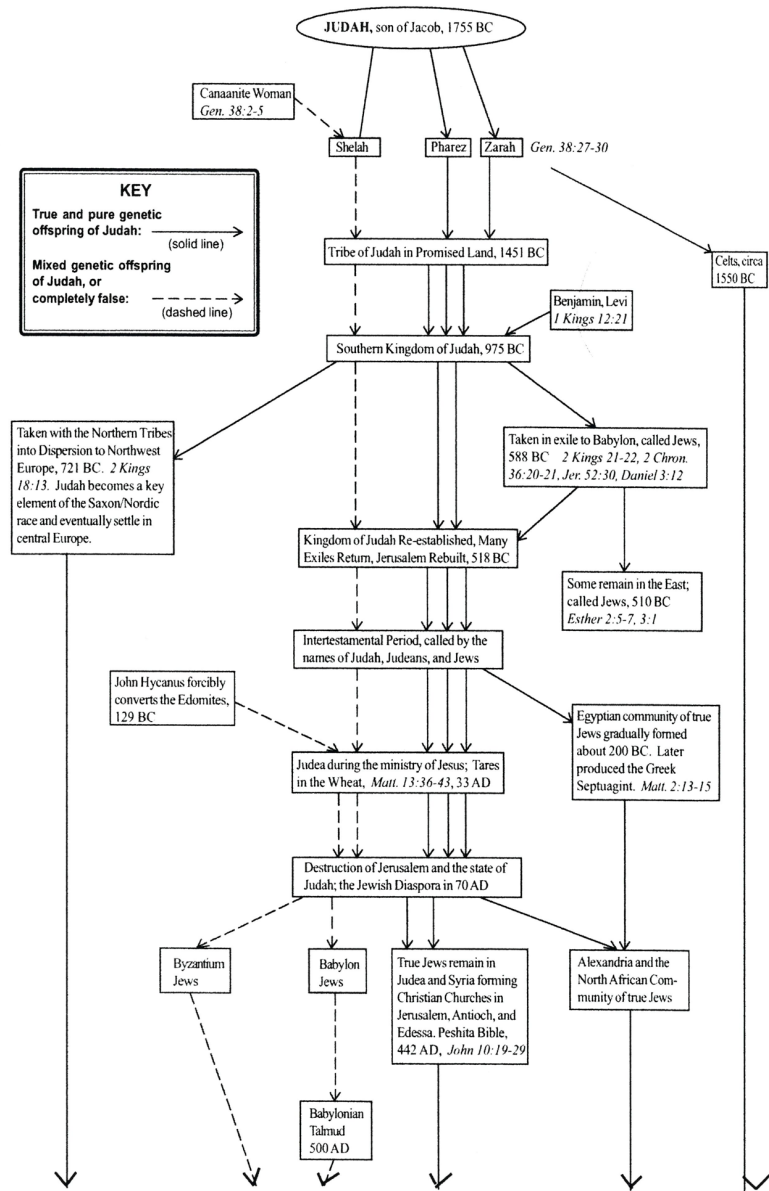 JUDAH, son of Jacob, 1755 BC
Canaanite Woman
Gen. 38:2-5
Shelah
Pharez
Zarah
Gen. 38:27-30
KEY
True and pure genetic
offspring of Judah:
(solid line)
Mixed genetic offspring
of Judah, or
completely false:
(dashed line)
Tribe of Judah in Promised Land, 1451 BC
Celts, circa
1550 BC
Benjamin, Levi
1 Kings 12:21
Southern Kingdom of Judah, 975 BC
Taken with the Northern Tribes
into Dispersion to Northwest
Europe, 721 BC. 2 Kings
18:13. Judah becomes a key
element of the Saxon/Nordic
race and eventually settle in
central Europe.
Taken in exile to Babylon, called Jews,
588 BC 2 Kings 21-22, 2 Chron.
36:20-21, Jer. 52:30, Daniel 3:12
Kingdom of Judah Re-established, Many
Exiles Return, Jerusalem Rebuilt, 518 BC
Some remain in the East;
called Jews, 510 BC
Esther 2:5-7, 3:1
Intertestamental Period, called by the
names of Judah, Judeans, and Jews
John Hycanus forcibly
converts the Edomites,
129 BC
Egyptian community of true
Jews gradually formed
about 200 BC. Later
produced the Greek
Septuagint. Matt. 2:13-15
Judea during the ministry of Jesus; Tares
in the Wheat, Matt. 13:36-43, 33 AD
Destruction of Jerusalem and the state of
Judah; the Jewish Diaspora in 70 AD
Byzantium
Jews
Babylon
Jews
True Jews remain in
Judea and Syria forming
Christian Churches in
Jerusalem, Antioch, and
Edessa. Peshita Bible,
442 AD, John 10:19-29
Alexandria and the
North African Com-
munity of true Jews
Babylonian
Talmud
500 AD